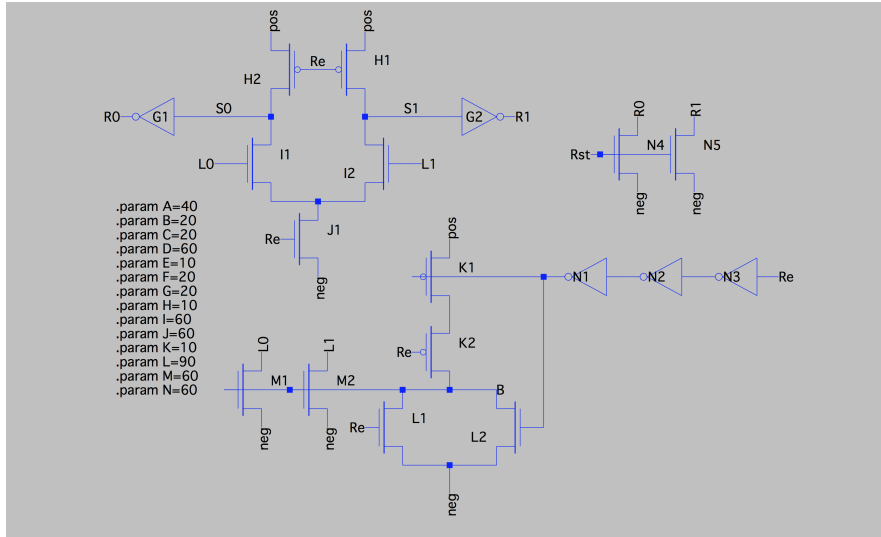 pos
pos
Re
H2
H1
R0
G1
S0
S1
G2
R1
L0
I1
I2
L1
Rst
R0
N4
R1
N5
neg
neg
Re
J1
neg
.param A=40
.param B=20
.param C=20
.param D=60
.param E=10
.param F=20
.param G=20
.param H=10
.param I=60
.param J=60
.param K=10
.param L=90
.param M=60
.param N=60
pos
K1
N1
N2
N3
Re
Re
K2
L0
M1
L1
M2
B
neg
neg
Re
L1
L2
neg